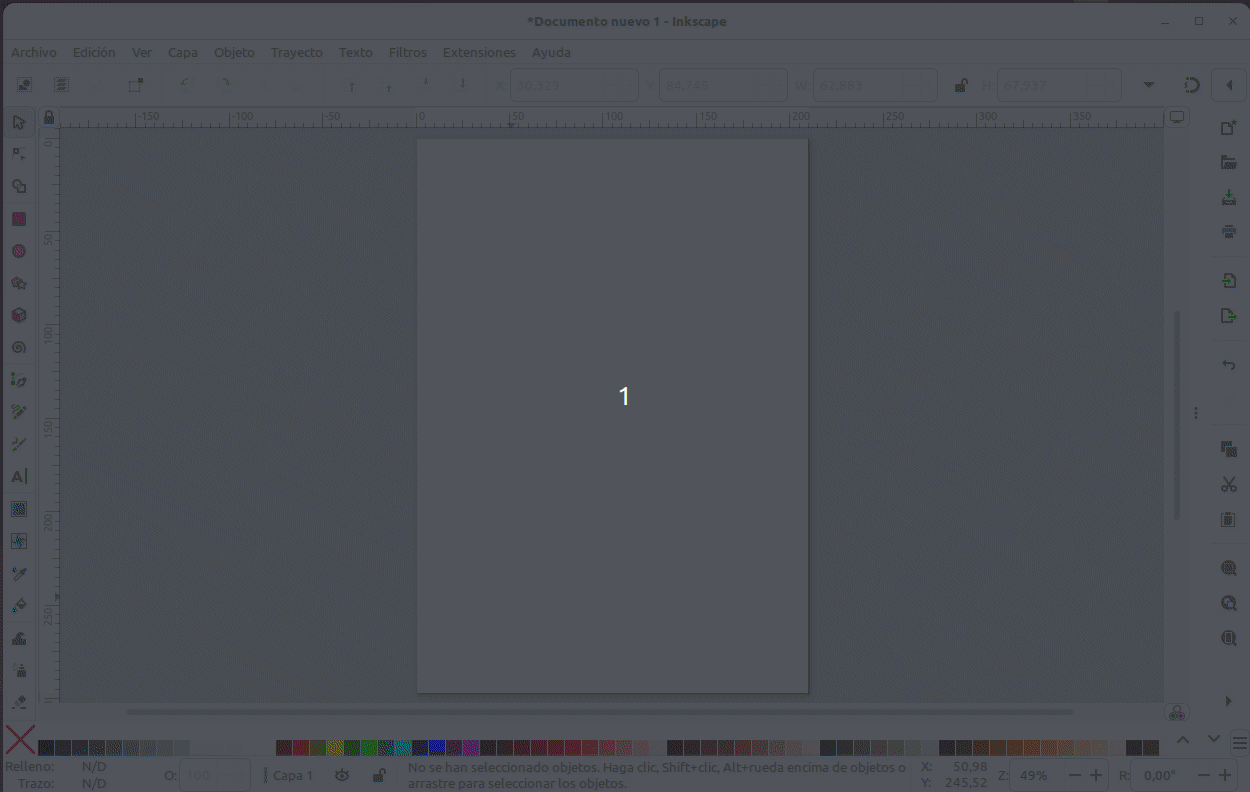 *Documento nuevo 1 - Inkscape
Archivo Edición Ver Capa Objeto Trayecto Texto Filtros Extensiones Ayuda
X: 30,329 Y: 84,745 W: 62,883 H: 67,937
-150 -100 -50 0 50 100 150 200 250 300 350
0
50
100
150
200
250
1
Relleno: N/D
Trazo: N/D
O: 100
Capa 1
No se han seleccionado objetos. Haga clic, Shift+clic, Alt+rueda encima de objetos o
arrastre para seleccionar los objetos.
X: 50,98
Y: 245,52
Z: 49%
R: 0,00°